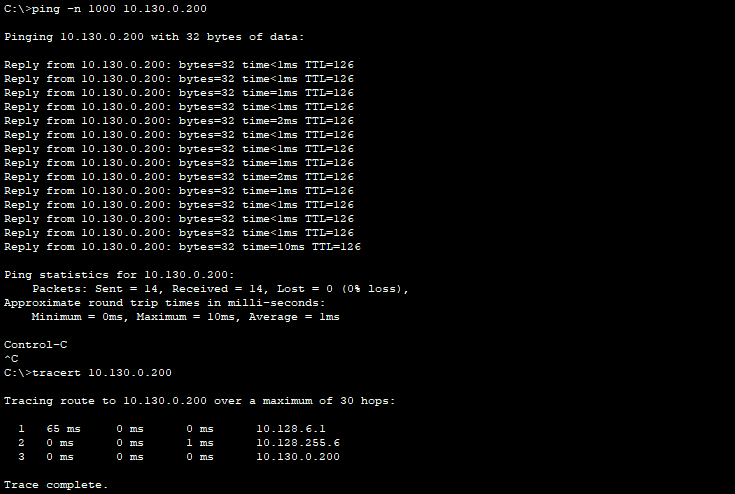 C:\>ping -n 1000 10.130.0.200
Pinging 10.130.0.200 with 32 bytes of data:
Reply from 10.130.0.200: bytes=32 time<1ms TTL=126
Reply from 10.130.0.200: bytes=32 time<1ms TTL=126
Reply from 10.130.0.200: bytes=32 time=1ms TTL=126
Reply from 10.130.0.200: bytes=32 time<1ms TTL=126
Reply from 10.130.0.200: bytes=32 time=2ms TTL=126
Reply from 10.130.0.200: bytes=32 time<1ms TTL=126
Reply from 10.130.0.200: bytes=32 time<1ms TTL=126
Reply from 10.130.0.200: bytes=32 time=1ms TTL=126
Reply from 10.130.0.200: bytes=32 time=2ms TTL=126
Reply from 10.130.0.200: bytes=32 time=1ms TTL=126
Reply from 10.130.0.200: bytes=32 time<1ms TTL=126
Reply from 10.130.0.200: bytes=32 time<1ms TTL=126
Reply from 10.130.0.200: bytes=32 time<1ms TTL=126
Reply from 10.130.0.200: bytes=32 time=10ms TTL=126
Ping statistics for 10.130.0.200:
Packets: Sent = 14, Received = 14, Lost = 0 (0% loss),
Approximate round trip times in milli-seconds:
Minimum = 0ms, Maximum = 10ms, Average = 1ms
Control-C
^C
C:\>tracert 10.130.0.200
Tracing route to 10.130.0.200 over a maximum of 30 hops:
1 65 ms 0 ms 0 ms 10.128.6.1
2 0 ms 0 ms 1 ms 10.128.255.6
3 0 ms 0 ms 0 ms 10.130.0.200
Trace complete.